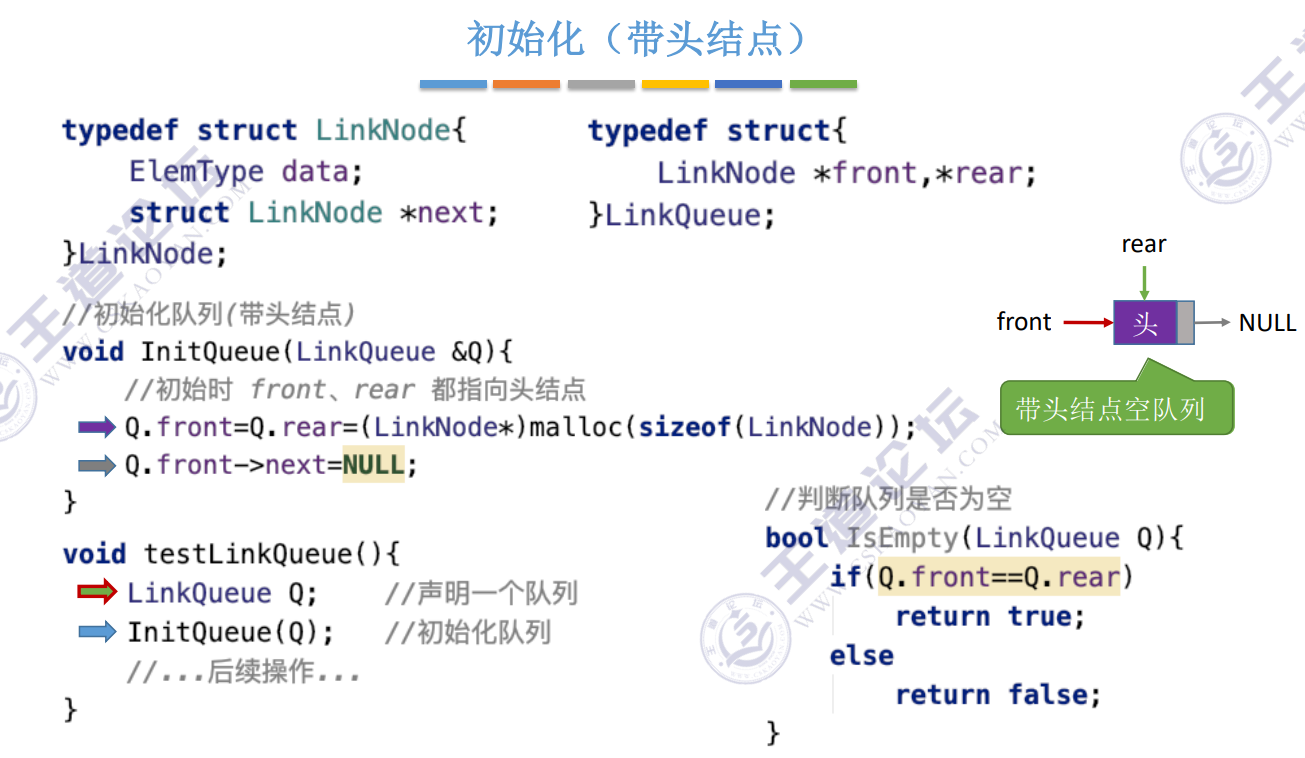 初始化（带头结点）
typedef struct LinkNode{
ElemType data;
struct LinkNode *next;
}LinkNode;
typedef struct{
LinkNode *front,*rear;
}LinkQueue;
rear
front
头
NULL
带头结点空队列
//初始化队列(带头结点)
void InitQueue(LinkQueue &Q){
//初始时 front、rear 都指向头结点
Q.front=Q.rear=(LinkNode*)malloc(sizeof(LinkNode));
Q.front->next=NULL;
}
void testLinkQueue(){
LinkQueue Q; //声明一个队列
InitQueue(Q); //初始化队列
//...后续操作...
}
//判断队列是否为空
bool IsEmpty(LinkQueue Q){
if(Q.front==Q.rear)
return true;
else
return false;
}
王道论坛
王道论坛